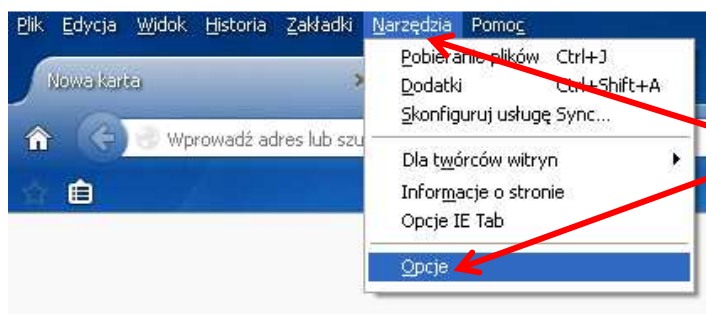 Plik Edycja Widok Historia Zakładki Narzędzia Pomoc
Nowa karta
Wprowadź adres lub szu
Pobieranie plików Ctrl+J
Dodatki Ctrl+Shift+A
Skonfiguruj usługę Sync...
Dla twórców witryn
Informacje o stronie
Opcje IE Tab
Opcje